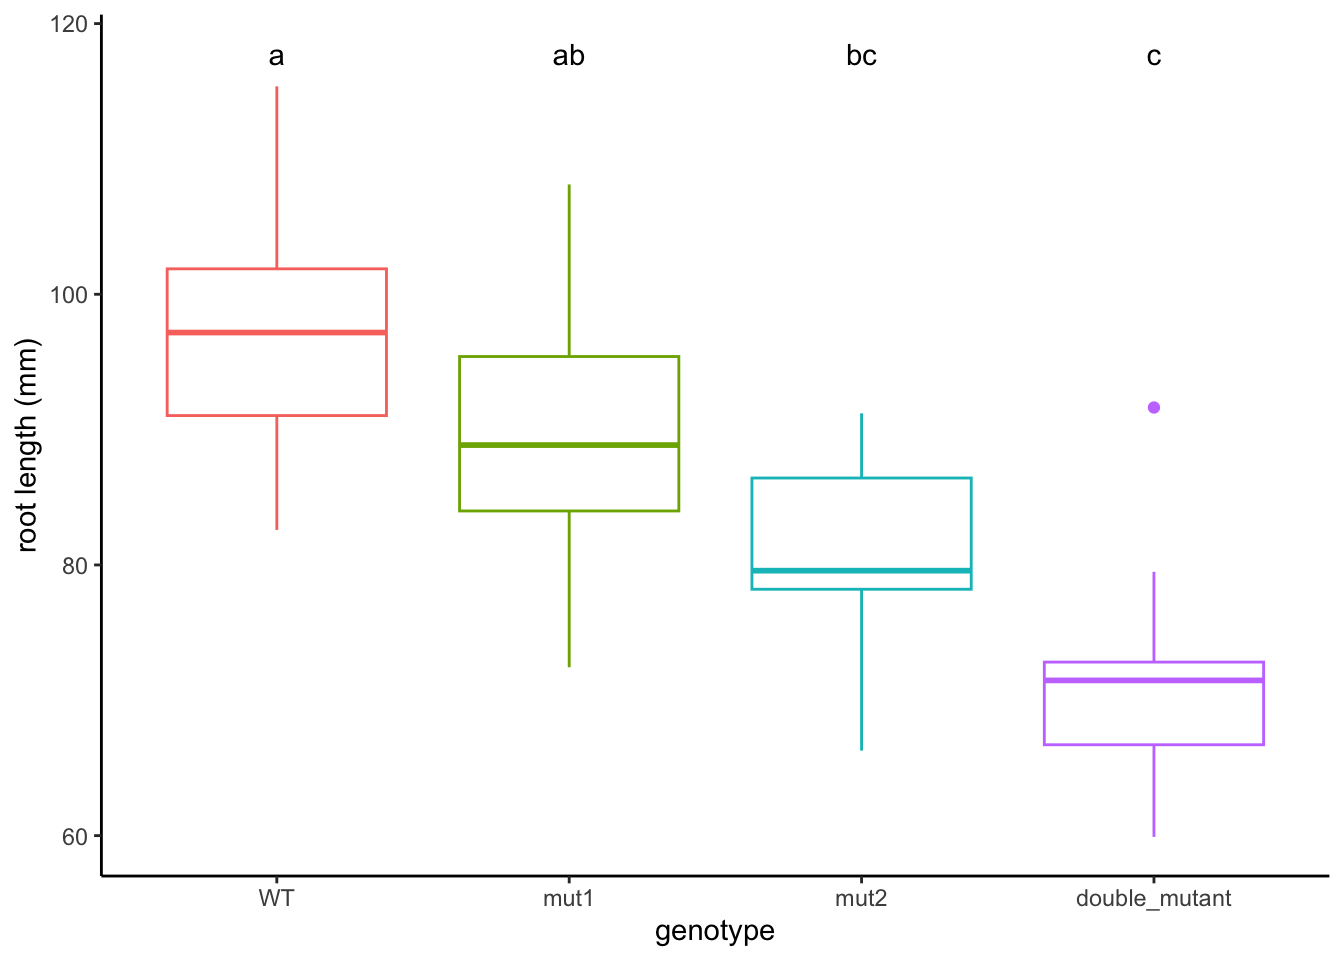 120
a ab bc c
100
80
60
root length (mm)
WT mut1 mut2 double_mutant
genotype